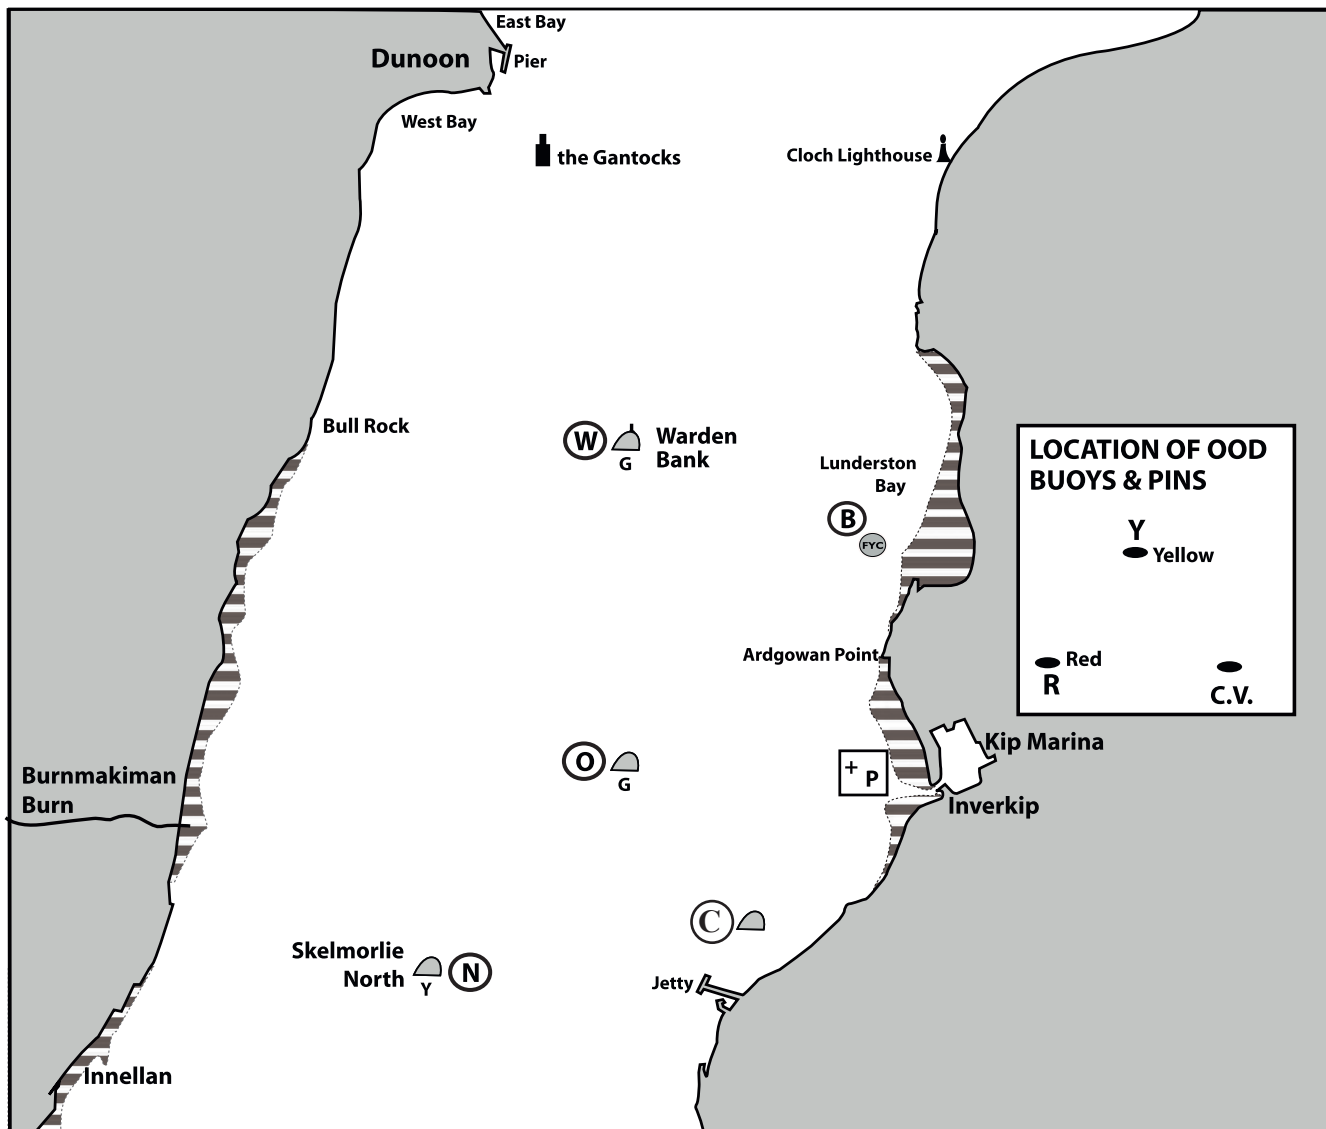 East Bay
Dunoon
Pier
West Bay
the Gantocks
Cloch Lighthouse
Bull Rock
W
G
Warden
Bank
Lunderston
Bay
B
FYC
LOCATION OF OOD
BUOYS & PINS
Y
Yellow
Red
R
C.V.
Ardgowan Point
Kip Marina
O
G
+ P
Burnmakiman
Burn
Inverkip
C
Skelmorlie
North
Y
N
Jetty
Innellan